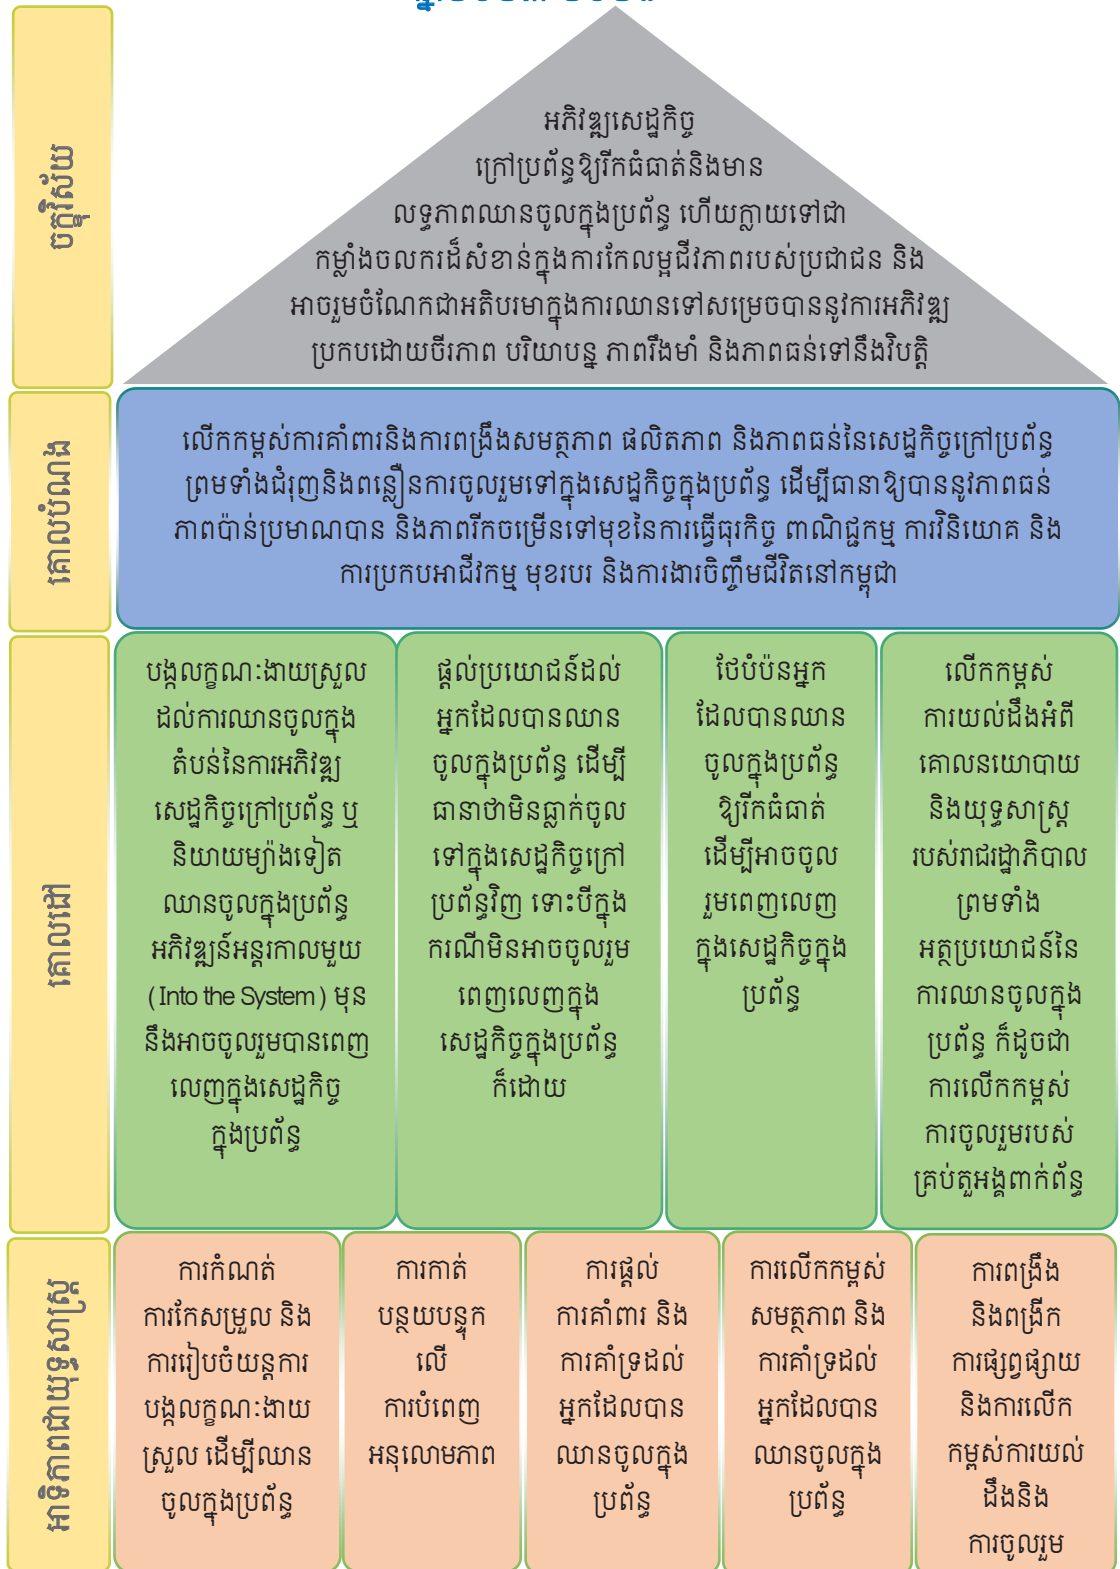 ចក្ខុវិស័យ
អភិវឌ្ឍសេដ្ឋកិច្ច
ក្រៅប្រព័ន្ធឱ្យរីកធំធាត់និងមាន
លទ្ធភាពឈានចូលក្នុងប្រព័ន្ធ ហើយក្លាយទៅជា
កម្លាំងចលករដ៏សំខាន់ក្នុងការកែលម្អជីវភាពរបស់ប្រជាជន និង
អាចរួមចំណែកជាអតិបរមាក្នុងការឈានទៅសម្រេចបាននូវការអភិវឌ្ឍ
ប្រកបដោយចីរភាព បរិយាបន្ន ភាពរឹងមាំ និងភាពធន់ទៅនឹងវិបត្តិ
គោលបំណង
លើកកម្ពស់ការគាំពារនិងការពង្រឹងសមត្ថភាព ផលិតភាព និងភាពធន់នៃសេដ្ឋកិច្ចក្រៅប្រព័ន្ធ
ព្រមទាំងជំរុញនិងពន្លឿនការចូលរួមទៅក្នុងសេដ្ឋកិច្ចក្នុងប្រព័ន្ធ ដើម្បីធានាឱ្យបាននូវភាពធន់
ភាពប៉ាន់ប្រមាណបាន និងភាពរីកចម្រើនទៅមុខនៃការធ្វើធុរកិច្ច ពាណិជ្ជកម្ម ការវិនិយោគ និង
ការប្រកបអាជីវកម្ម មុខរបរ និងការងារចិញ្ចឹមជីវិតនៅកម្ពុជា
គោលដៅ
បង្កលក្ខណៈងាយស្រួល
ដល់ការឈានចូលក្នុង
តំបន់នៃការអភិវឌ្ឍ
សេដ្ឋកិច្ចក្រៅប្រព័ន្ធ ឬ
និយាយម្យ៉ាងទៀត
ឈានចូលក្នុងប្រព័ន្ធ
អភិវឌ្ឍន៍អន្តរកាលមួយ
(Into the System) មុន
នឹងអាចចូលរួមបានពេញ
លេញក្នុងសេដ្ឋកិច្ច
ក្នុងប្រព័ន្ធ
ផ្តល់ប្រយោជន៍ដល់
អ្នកដែលបានឈាន
ចូលក្នុងប្រព័ន្ធ ដើម្បី
ធានាថាមិនធ្លាក់ចូល
ទៅក្នុងសេដ្ឋកិច្ចក្រៅ
ប្រព័ន្ធវិញ ទោះបីក្នុង
ករណីមិនអាចចូលរួម
ពេញលេញក្នុង
សេដ្ឋកិច្ចក្នុងប្រព័ន្ធ
ក៏ដោយ
ថែបំប៉នអ្នក
ដែលបានឈាន
ចូលក្នុងប្រព័ន្ធ
ឱ្យរីកធំធាត់
ដើម្បីអាចចូល
រួមពេញលេញ
ក្នុងសេដ្ឋកិច្ចក្នុង
ប្រព័ន្ធ
លើកកម្ពស់
ការយល់ដឹងអំពី
គោលនយោបាយ
និងយុទ្ធសាស្ត្រ
របស់រាជរដ្ឋាភិបាល
ព្រមទាំង
អត្ថប្រយោជន៍នៃ
ការឈានចូលក្នុង
ប្រព័ន្ធ ក៏ដូចជា
ការលើកកម្ពស់
ការចូលរួមរបស់
គ្រប់តួអង្គពាក់ព័ន្ធ
អាទិភាពជាយុទ្ធសាស្ត្រ
ការកំណត់
ការកែសម្រួល និង
ការរៀបចំយន្តការ
បង្កលក្ខណៈងាយ
ស្រួល ដើម្បីឈាន
ចូលក្នុងប្រព័ន្ធ
ការកាត់
បន្ថយបន្ទុក
លើ
ការបំពេញ
អនុលោមភាព
ការផ្តល់
ការគាំពារ និង
ការគាំទ្រដល់
អ្នកដែលបាន
ឈានចូលក្នុង
ប្រព័ន្ធ
ការលើកកម្ពស់
សមត្ថភាព និង
ការគាំទ្រដល់
អ្នកដែលបាន
ឈានចូលក្នុង
ប្រព័ន្ធ
ការពង្រឹង
និងពង្រីក
ការផ្សព្វផ្សាយ
និងការលើក
កម្ពស់ការយល់
ដឹងនិង
ការចូលរួម